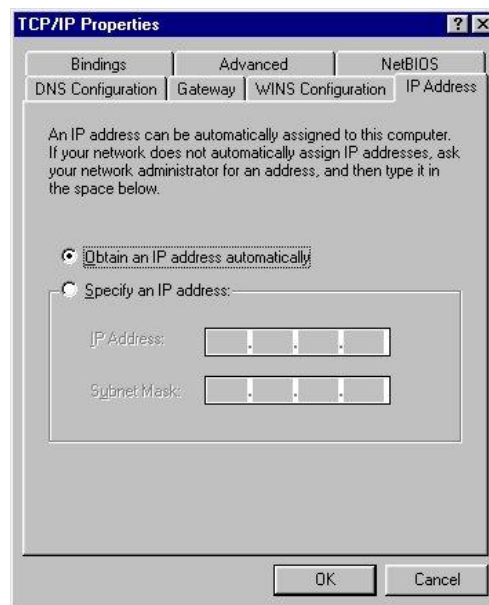 TCP/IP Properties
Bindings Advanced NetBIOS
DNS Configuration Gateway WINS Configuration IP Address
An IP address can be automatically assigned to this computer.
If your network does not automatically assign IP addresses, ask
your network administrator for an address, and then type it in
the space below.
Obtain an IP address automatically
Specify an IP address:
IP Address:
Subnet Mask:
OK Cancel